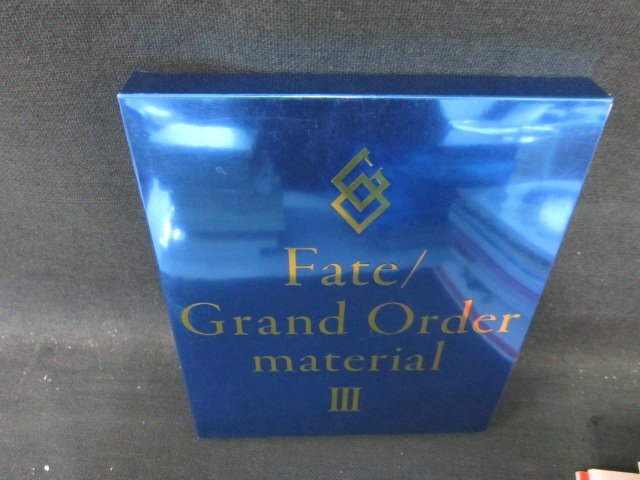 Fate/
Grand Order
material
III